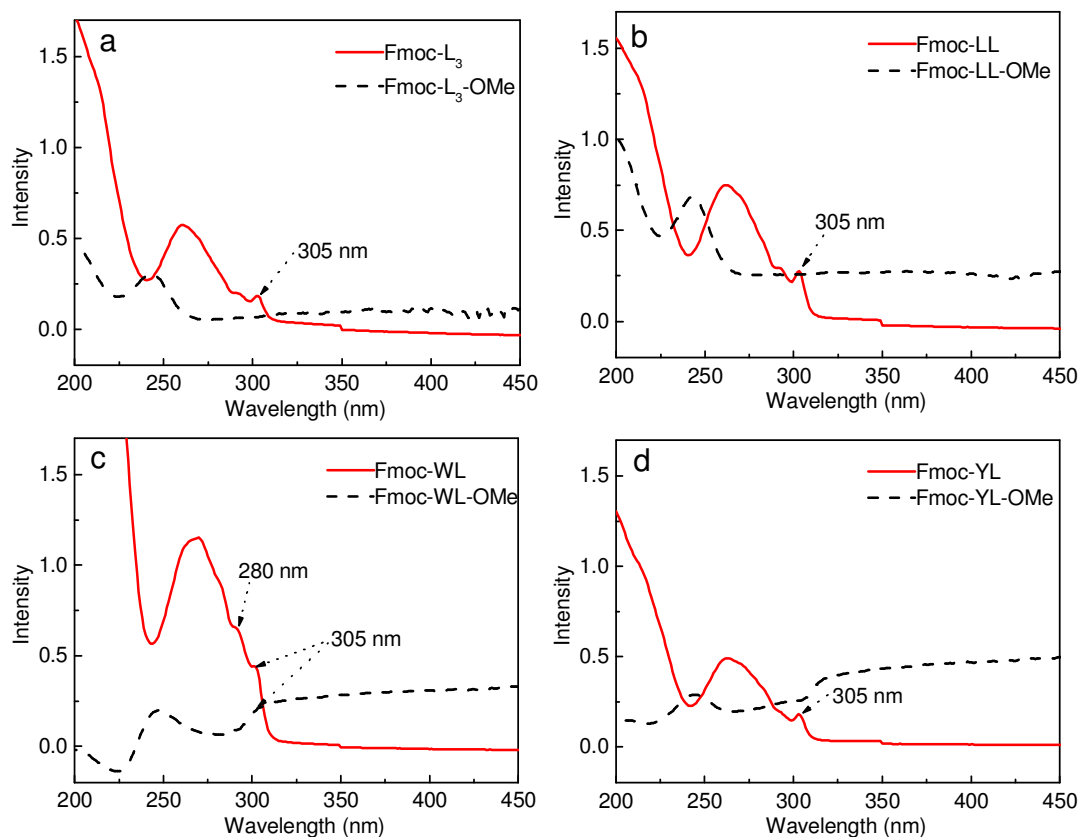 a
Fmoc-L3
Fmoc-L3-OMe
305 nm
Intensity
1.5
1.0
0.5
0.0
200 250 300 350 400 450
Wavelength (nm)
b
Fmoc-LL
Fmoc-LL-OMe
305 nm
Intensity
1.5
1.0
0.5
0.0
200 250 300 350 400 450
Wavelength (nm)
c
Fmoc-WL
Fmoc-WL-OMe
280 nm
305 nm
Intensity
1.5
1.0
0.5
0.0
200 250 300 350 400 450
Wavelength (nm)
d
Fmoc-YL
Fmoc-YL-OMe
305 nm
Intensity
1.5
1.0
0.5
0.0
200 250 300 350 400 450
Wavelength (nm)